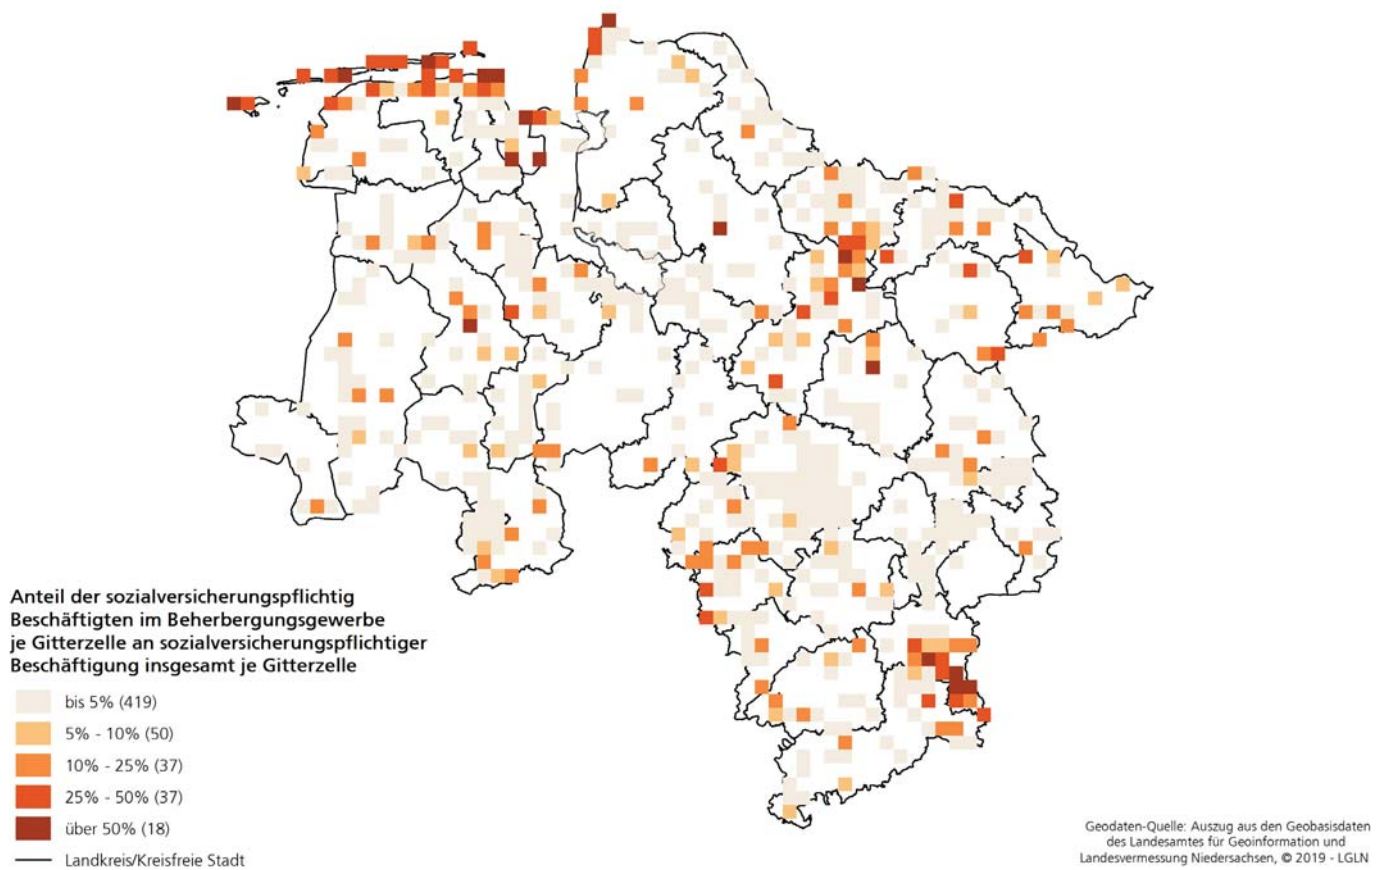 Anteil der sozialversicherungspflichtig
Beschäftigten im Beherbergungsgewerbe
je Gitterzelle an sozialversicherungspflichtiger
Beschäftigung insgesamt je Gitterzelle
bis 5% (419)
5% - 10% (50)
10% - 25% (37)
25% - 50% (37)
über 50% (18)
Landkreis/Kreisfreie Stadt
Geodaten-Quelle: Auszug aus den Geobasisdaten
des Landesamtes für Geoinformation und
Landesvermessung Niedersachsen, © 2019 - LGLN